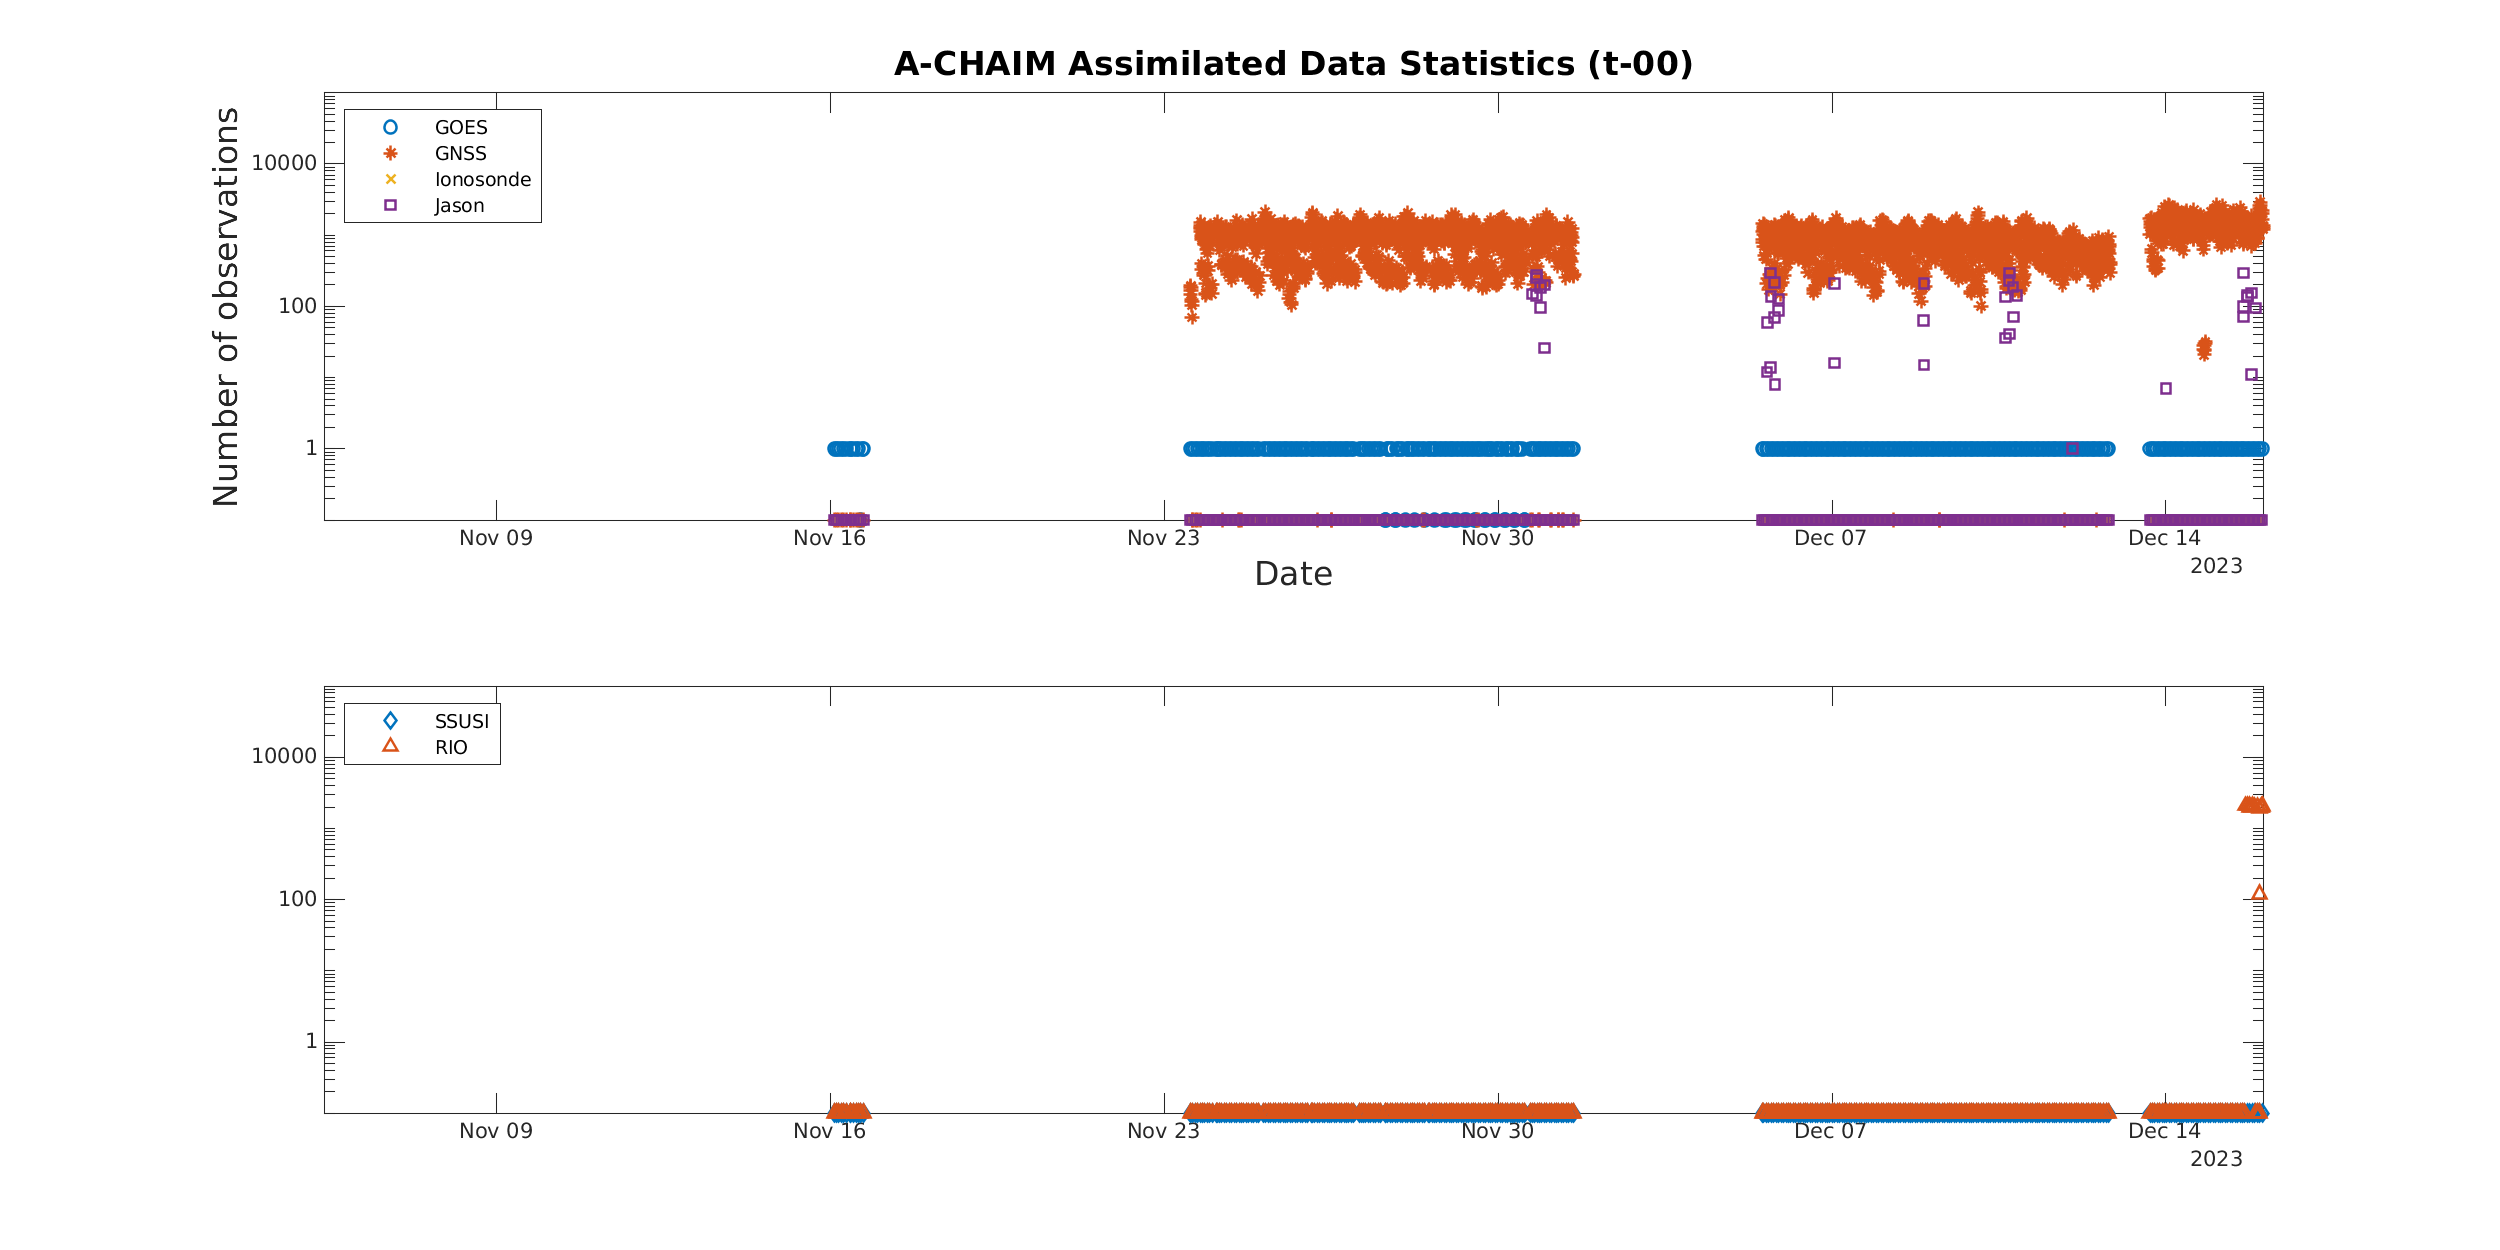 A-CHAIM Assimilated Data Statistics (t-00)
Number of observations
GOES
GNSS
Ionosonde
Jason
10000
100
1
Nov 09 Nov 16 Nov 23 Nov 30 Dec 07 Dec 14
2023
Date
SSUSI
RIO
10000
100
1
Nov 09 Nov 16 Nov 23 Nov 30 Dec 07 Dec 14
2023